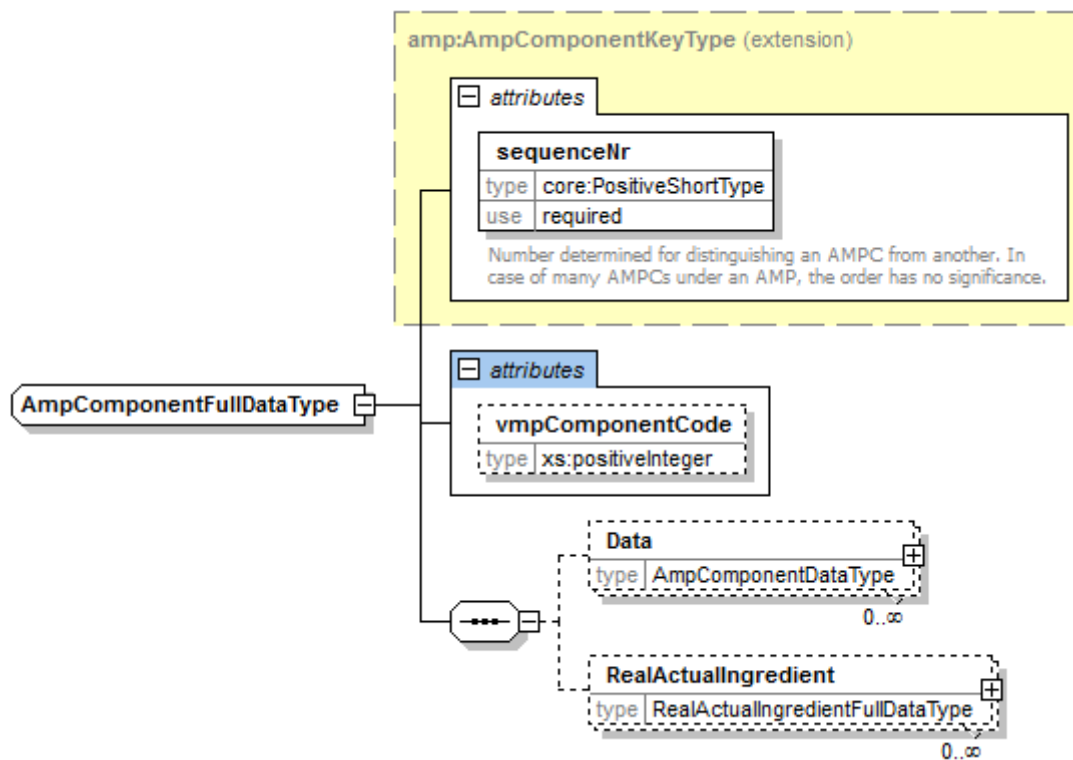 amp:AmpComponentKeyType (extension)
attributes
sequenceNr
type core:PositiveShortType
use required
Number determined for distinguishing an AMPC from another. In
case of many AMPCs under an AMP, the order has no significance.
AmpComponentFullDataType
attributes
vmpComponentCode
type xs:positiveInteger
Data
type AmpComponentDataType
0..∞
RealActualIngredient
type RealActualIngredientFullDataType
0..∞